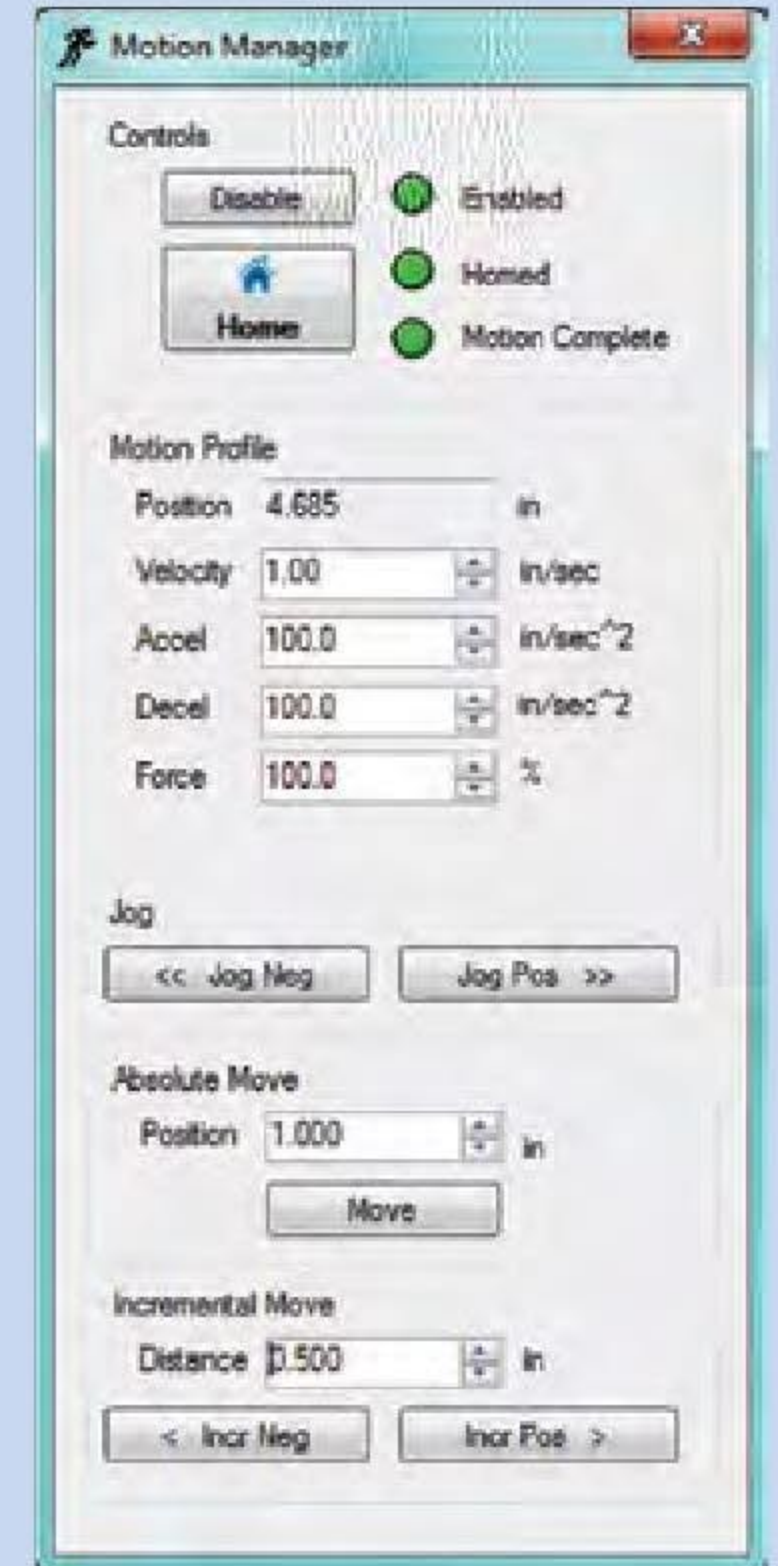 Motion Manager
Controls
Disable Enabled
Home Homed
Motion Complete
Motion Profile
Position 4.685 in
Velocity 1.00 in/sec
Accel 100.0 in/sec^2
Decel 100.0 in/sec^2
Force 100.0 %
Jog
<< Jog Neg Jog Pos >>
Absolute Move
Position 1.000 in
Move
Incremental Move
Distance 0.500 in
< Incr Neg Incr Pos >